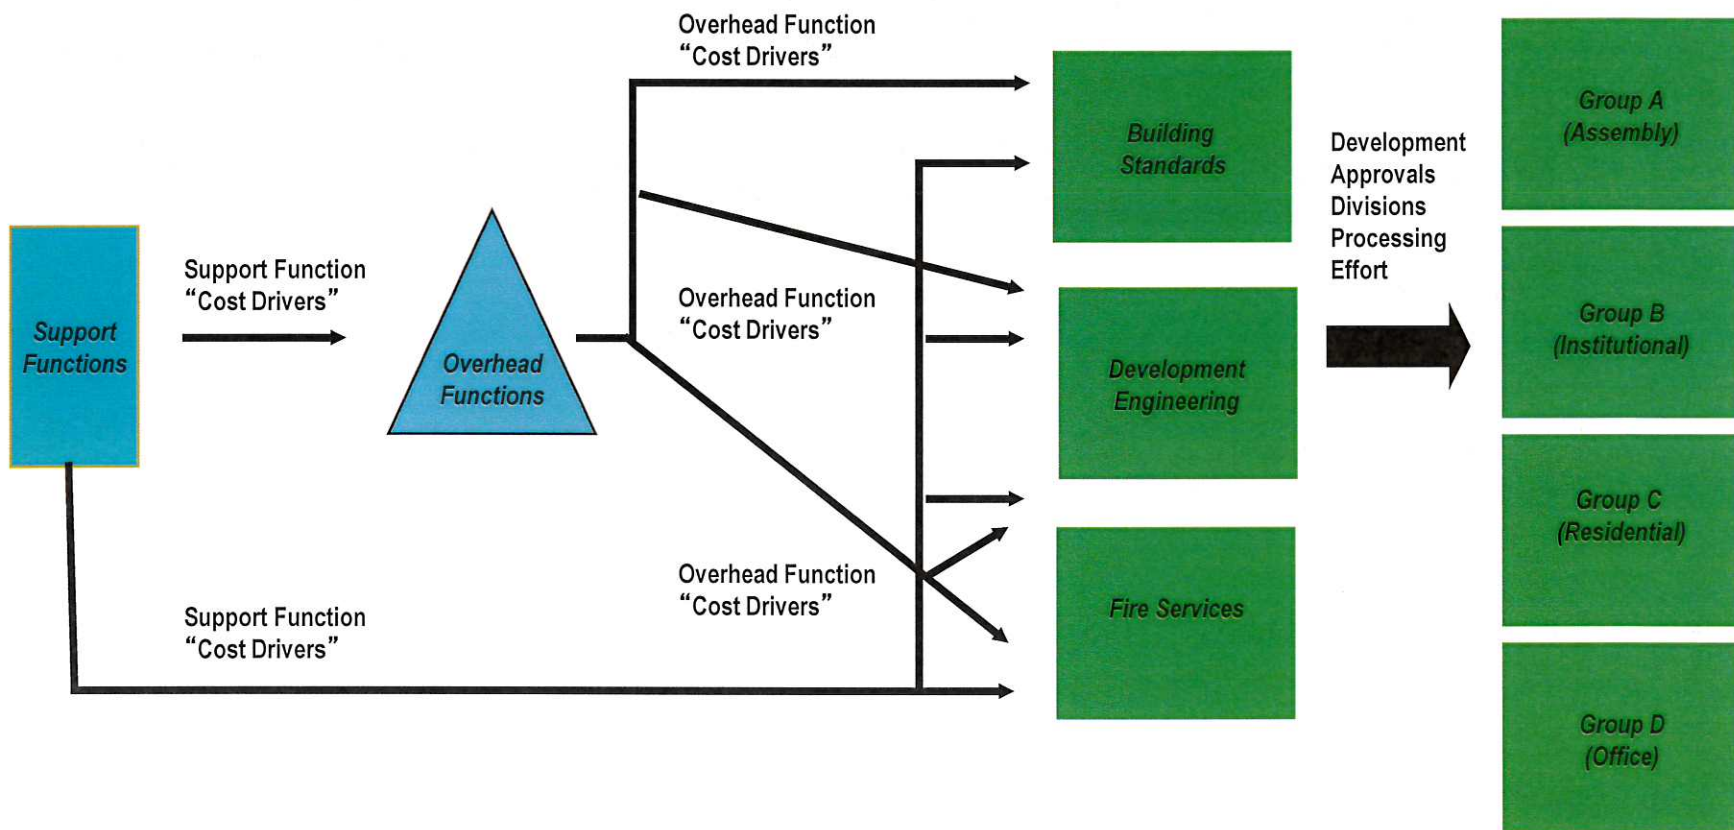 Support
Functions
Support Function
“Cost Drivers”
Overhead
Functions
Support Function
“Cost Drivers”
Overhead Function
“Cost Drivers”
Overhead Function
“Cost Drivers”
Overhead Function
“Cost Drivers”
Building
Standards
Development
Engineering
Fire Services
Development
Approvals
Divisions
Processing
Effort
Group A
(Assembly)
Group B
(Institutional)
Group C
(Residential)
Group D
(Office)